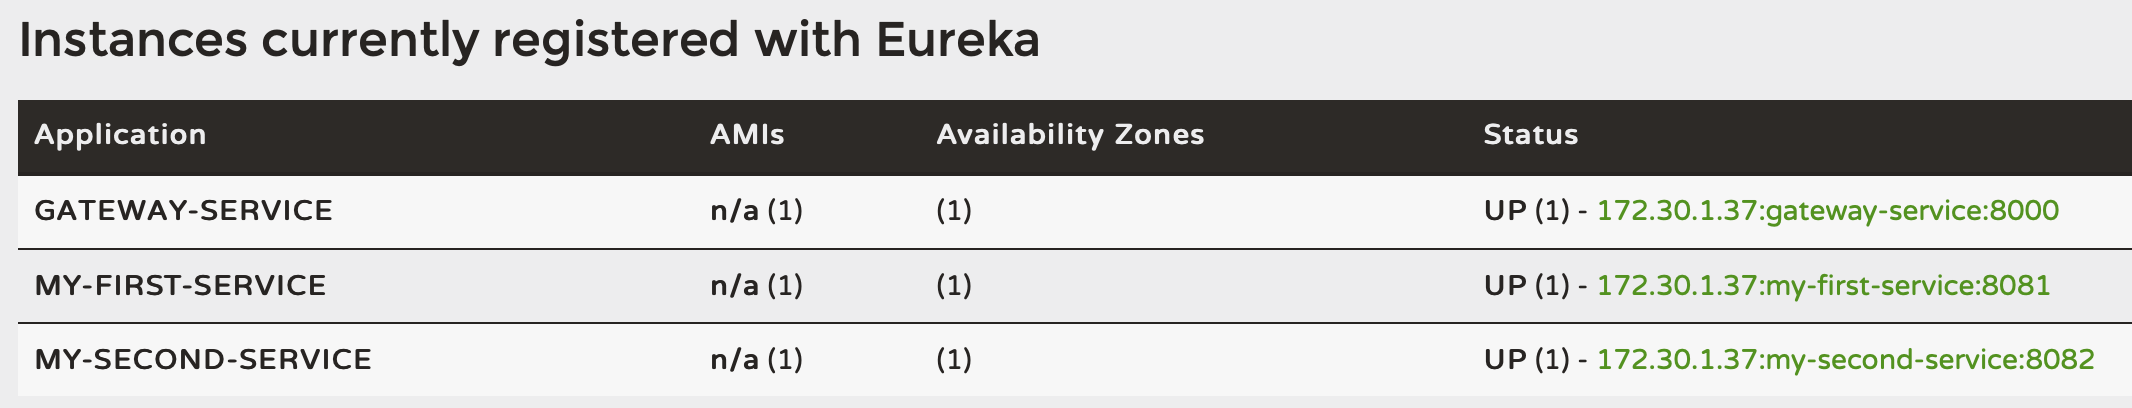 Instances currently registered with Eureka
Application AMIs Availability Zones Status
GATEWAY-SERVICE n/a (1) (1) UP (1) - 172.30.1.37:gateway-service:8000
MY-FIRST-SERVICE n/a (1) (1) UP (1) - 172.30.1.37:my-first-service:8081
MY-SECOND-SERVICE n/a (1) (1) UP (1) - 172.30.1.37:my-second-service:8082